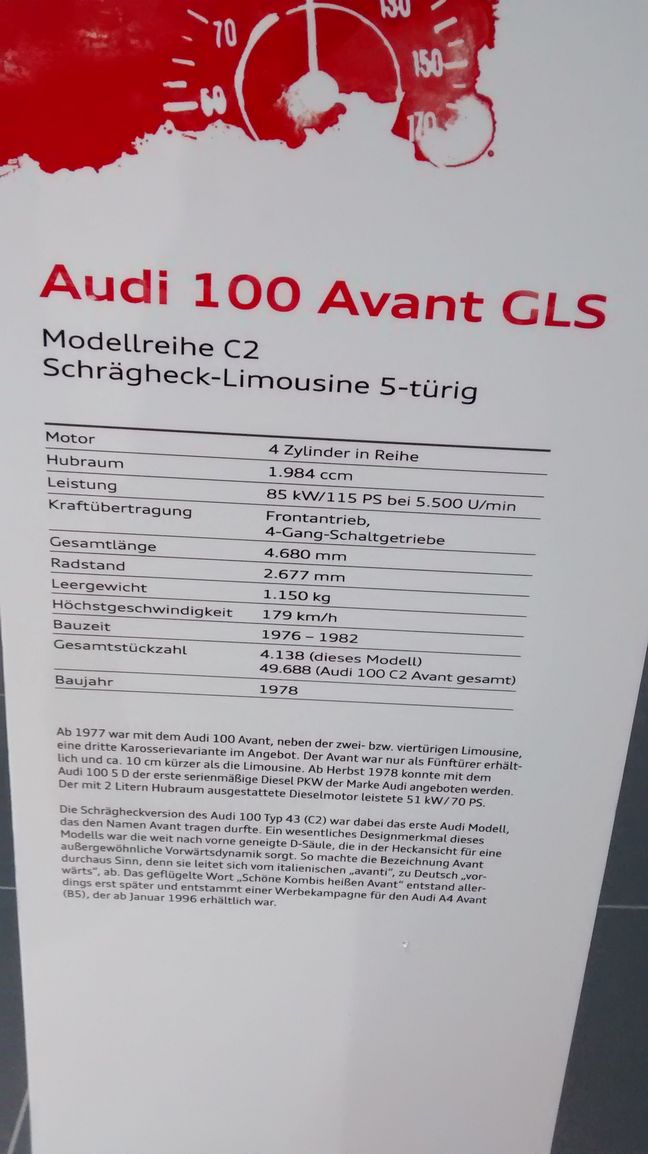 70
130
150
60
170
Audi 100 Avant GLS
Modellreihe C2
Schrägheck-Limousine 5-türig
Motor 4 Zylinder in Reihe
Hubraum 1.984 ccm
Leistung 85 kW/115 PS bei 5.500 U/min
Kraftübertragung Frontantrieb,
4-Gang-Schaltgetriebe
Gesamtlänge 4.680 mm
Radstand 2.677 mm
Leergewicht 1.150 kg
Höchstgeschwindigkeit 179 km/h
Bauzeit 1976 – 1982
Gesamtstückzahl 4.138 (dieses Modell)
49.688 (Audi 100 C2 Avant gesamt)
Baujahr 1978
Ab 1977 war mit dem Audi 100 Avant, neben der zwei- bzw. viertürigen Limousine,
eine dritte Karosserievariante im Angebot. Der Avant war nur als Fünftürer erhält-
lich und ca. 10 cm kürzer als die Limousine. Ab Herbst 1978 konnte mit dem
Audi 100 5 D der erste serienmäßige Diesel PKW der Marke Audi angeboten werden.
Der mit 2 Litern Hubraum ausgestattete Dieselmotor leistete 51 kW/70 PS.
Die Schrägheckversion des Audi 100 Typ 43 (C2) war dabei das erste Audi Modell,
das den Namen Avant tragen durfte. Ein wesentliches Designmerkmal dieses
Modells war die weit nach vorne geneigte D-Säule, die in der Heckansicht für eine
außergewöhnliche Vorwärtsdynamik sorgt. So machte die Bezeichnung Avant
durchaus Sinn, denn sie leitet sich vom italienischen „avanti“, zu Deutsch „vor-
wärts“, ab. Das geflügelte Wort „Schöne Kombis heißen Avant“ entstand aller-
dings erst später und entstammt einer Werbekampagne für den Audi A4 Avant
(B5), der ab Januar 1996 erhältlich war.